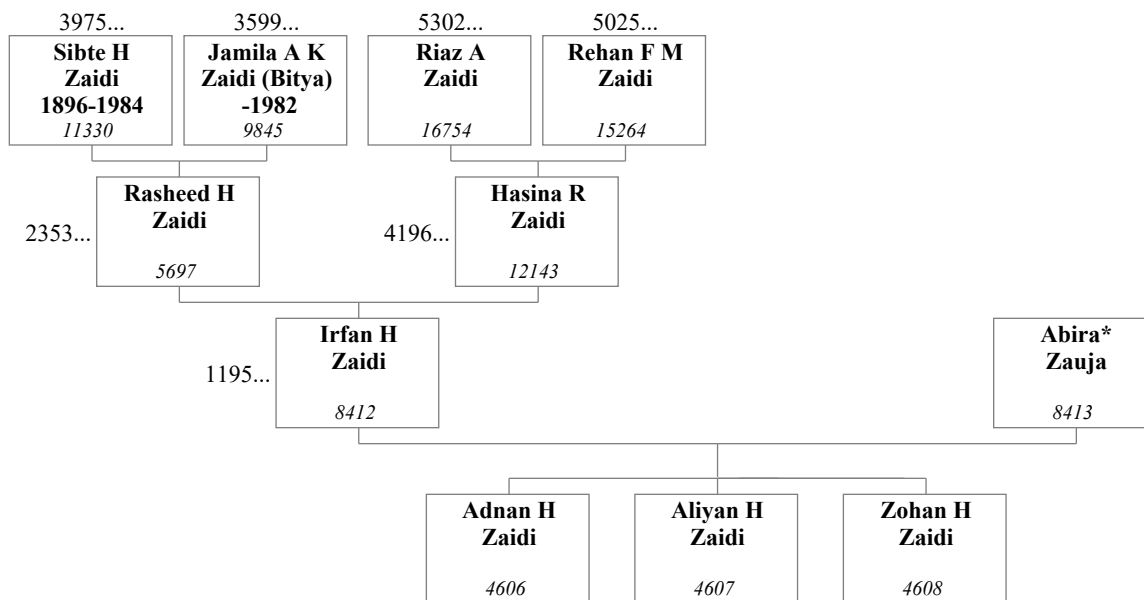 3975...
3599...
5302...
5025...
Sibte H
Zaidi
1896-1984
11330
Jamila A K
Zaidi (Bitya)
-1982
9845
Riaz A
Zaidi
16754
Rehan F M
Zaidi
15264
2353...
Rasheed H
Zaidi
5697
4196...
Hasina R
Zaidi
12143
1195...
Irfan H
Zaidi
8412
Abira*
Zauja
8413
Adnan H
Zaidi
4606
Aliyan H
Zaidi
4607
Zohan H
Zaidi
4608